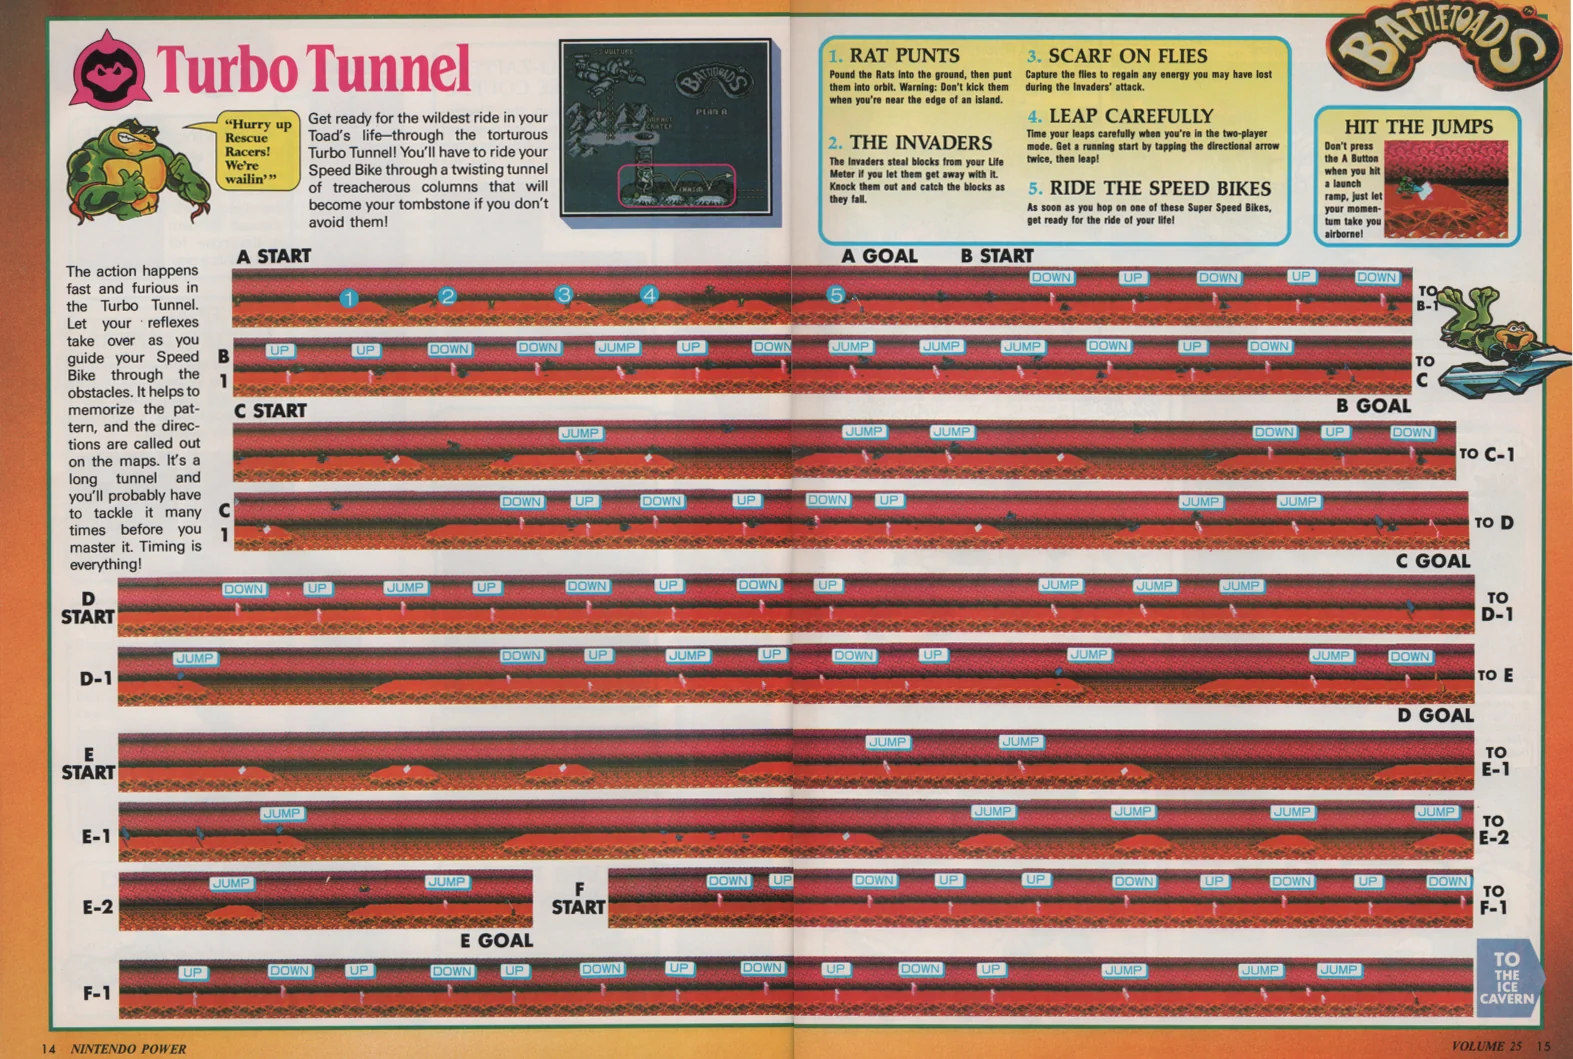 Turbo Tunnel
"Hurry up
Rescue
Racers!
We're
wailin'"
Get ready for the wildest ride in your
Toad's life—through the torturous
Turbo Tunnel! You'll have to ride your
Speed Bike through a twisting tunnel
of treacherous columns that will
become your tombstone if you don't
avoid them!
BATTLETOADS
PLAN A
IMPACT
CRATER
1. RAT PUNTS
Pound the Rats into the ground, then punt
them into orbit. Warning: Don't kick them
when you're near the edge of an island.
2. THE INVADERS
The Invaders steal blocks from your Life
Meter if you let them get away with it.
Knock them out and catch the blocks as
they fall.
3. SCARF ON FLIES
Capture the flies to regain any energy you may have lost
during the Invaders' attack.
4. LEAP CAREFULLY
Time your leaps carefully when you're in the two-player
mode. Get a running start by tapping the directional arrow
twice, then leap!
5. RIDE THE SPEED BIKES
As soon as you hop on one of these Super Speed Bikes,
get ready for the ride of your life!
BATTLETOADS
TM
HIT THE JUMPS
Don't press
the A Button
when you hit
a launch
ramp, just let
your momen-
tum take you
airborne!
The action happens
fast and furious in
the Turbo Tunnel.
Let your reflexes
take over as you
guide your Speed
Bike through the
obstacles. It helps to
memorize the pat-
tern, and the direc-
tions are called out
on the maps. It's a
long tunnel and
you'll probably have
to tackle it many
times before you
master it. Timing is
everything!
A START A GOAL B START
1 2 3 4 5 DOWN UP DOWN UP DOWN
TO
B-1
B
1
UP UP DOWN DOWN JUMP UP DOWN JUMP JUMP JUMP DOWN UP DOWN
TO
C
C START B GOAL
JUMP JUMP JUMP DOWN UP DOWN
TO C-1
C
1
DOWN UP DOWN UP DOWN UP JUMP JUMP
TO D
C GOAL
D
START
DOWN UP JUMP UP DOWN UP DOWN UP JUMP JUMP JUMP
TO
D-1
D-1
JUMP DOWN UP JUMP UP DOWN UP JUMP JUMP DOWN
TO E
D GOAL
E
START
JUMP JUMP
TO
E-1
E-1
JUMP JUMP JUMP JUMP JUMP
TO
E-2
E-2
JUMP JUMP
E GOAL
F
START
DOWN UP DOWN UP UP DOWN UP DOWN UP DOWN
TO
F-1
F-1
UP DOWN UP DOWN UP DOWN UP DOWN UP DOWN UP JUMP JUMP JUMP
TO
THE
ICE
CAVERN
14 NINTENDO POWER
VOLUME 25 15